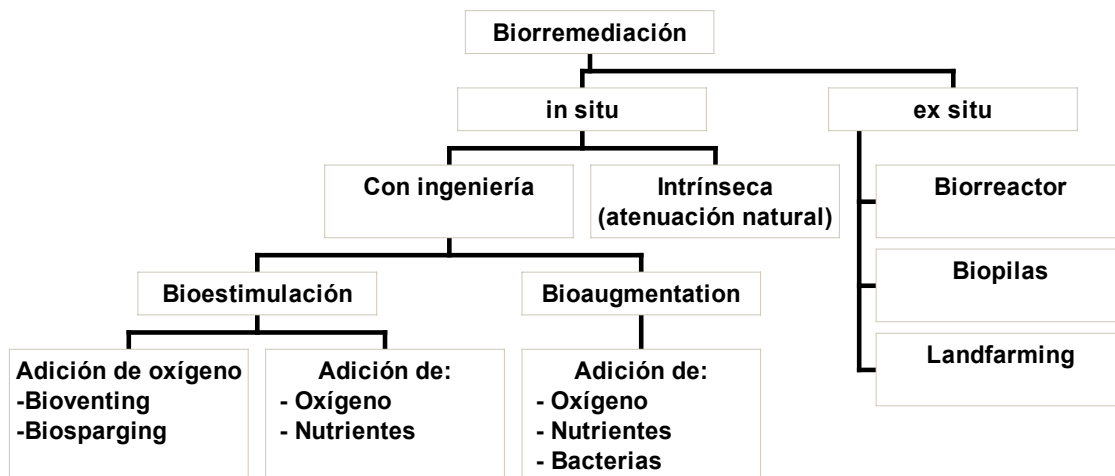 Biorremediación
in situ
ex situ
Con ingeniería
Intrínseca
(atenuación natural)
Biorreactor
Biopilas
Landfarming
Bioestimulación
Bioaugmentation
Adición de oxígeno
-Bioventing
-Biosparging
Adición de:
- Oxígeno
- Nutrientes
Adición de:
- Oxígeno
- Nutrientes
- Bacterias